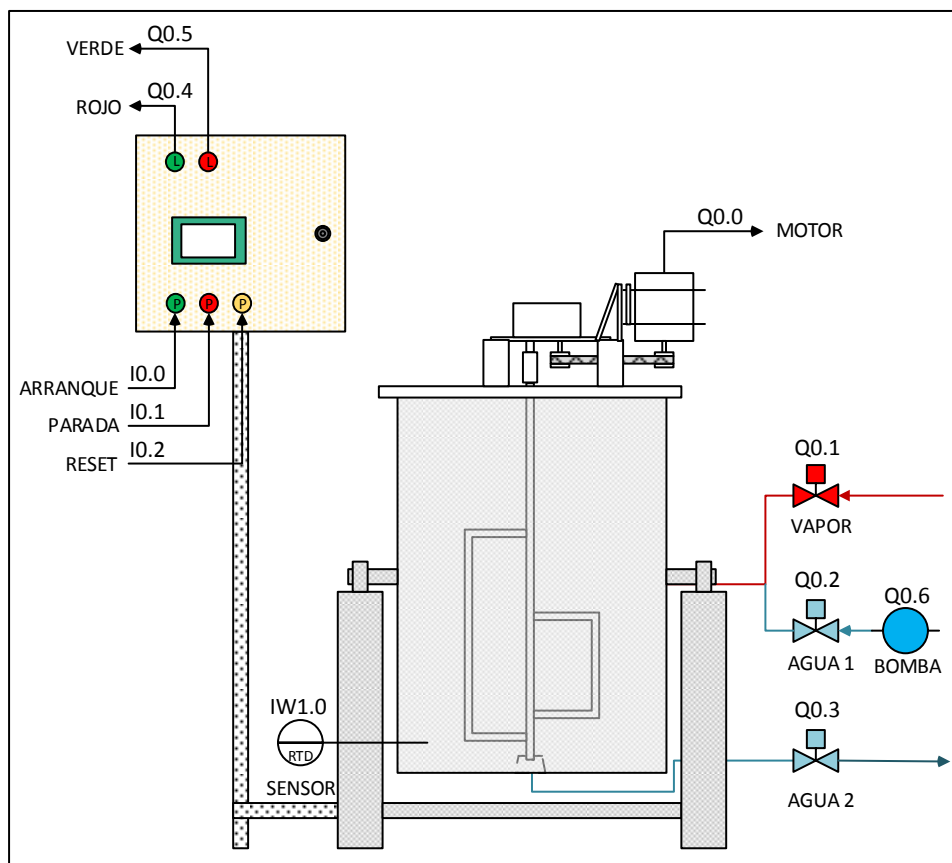 Q0.5
VERDE
Q0.4
ROJO
L L
Q0.0
MOTOR
P P P
I0.0
ARRANQUE
I0.1
PARADA
I0.2
RESET
Q0.1
VAPOR
Q0.2
Q0.6
AGUA 1
BOMBA
IW1.0
RTD
SENSOR
Q0.3
AGUA 2